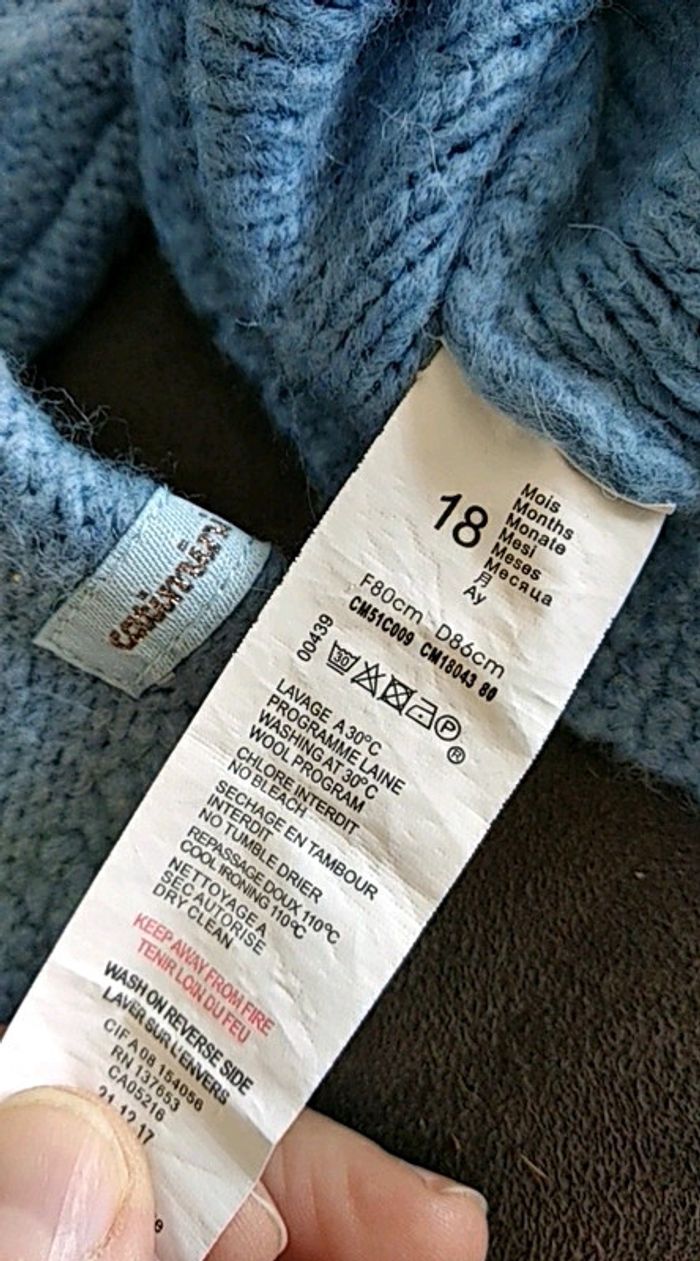 catimini
18
Mois
Months
Monate
Mesi
Meses
月
Месяца
Ay
F80cm D86cm
CM51C009 CM18043 80
00439
30
P
®
LAVAGE A 30°C
PROGRAMME LAINE
WASHING AT 30°C
WOOL PROGRAM
CHLORE INTERDIT
NO BLEACH
SECHAGE EN TAMBOUR
INTERDIT
NO TUMBLE DRIER
REPASSAGE DOUX 110°C
COOL IRONING 110°C
NETTOYAGE A
SEC AUTORISE
DRY CLEAN
KEEP AWAY FROM FIRE
TENIR LOIN DU FEU
WASH ON REVERSE SIDE
LAVER SUR L'ENVERS
CIF A 08 154056
RN 137653
CA05216
21.12.17